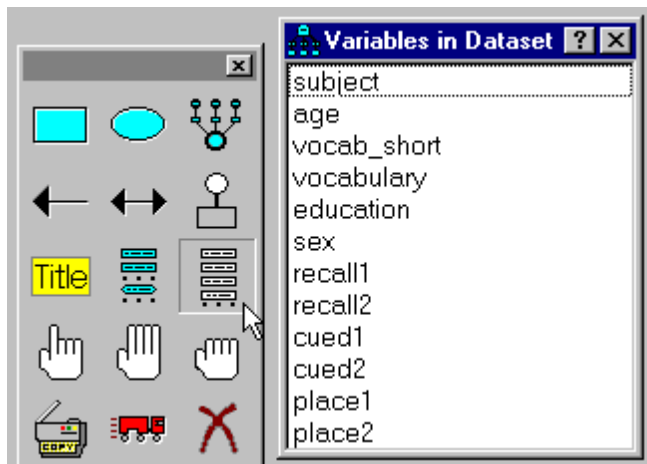 Variables in Dataset
subject
age
vocab_short
vocabulary
education
sex
recall1
recall2
cued1
cued2
place1
place2
Title
COPY